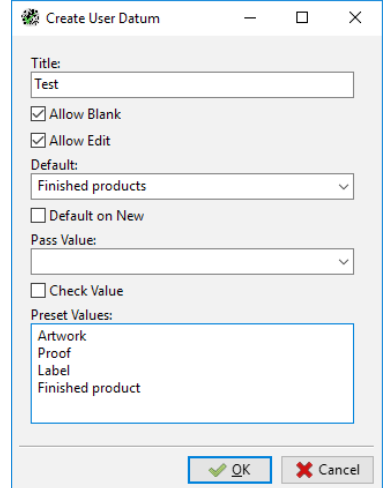 Create User Datum
Title:
Test
Allow Blank
Allow Edit
Default:
Finished products
Default on New
Pass Value:
Check Value
Preset Values:
Artwork
Proof
Label
Finished product
OK Cancel